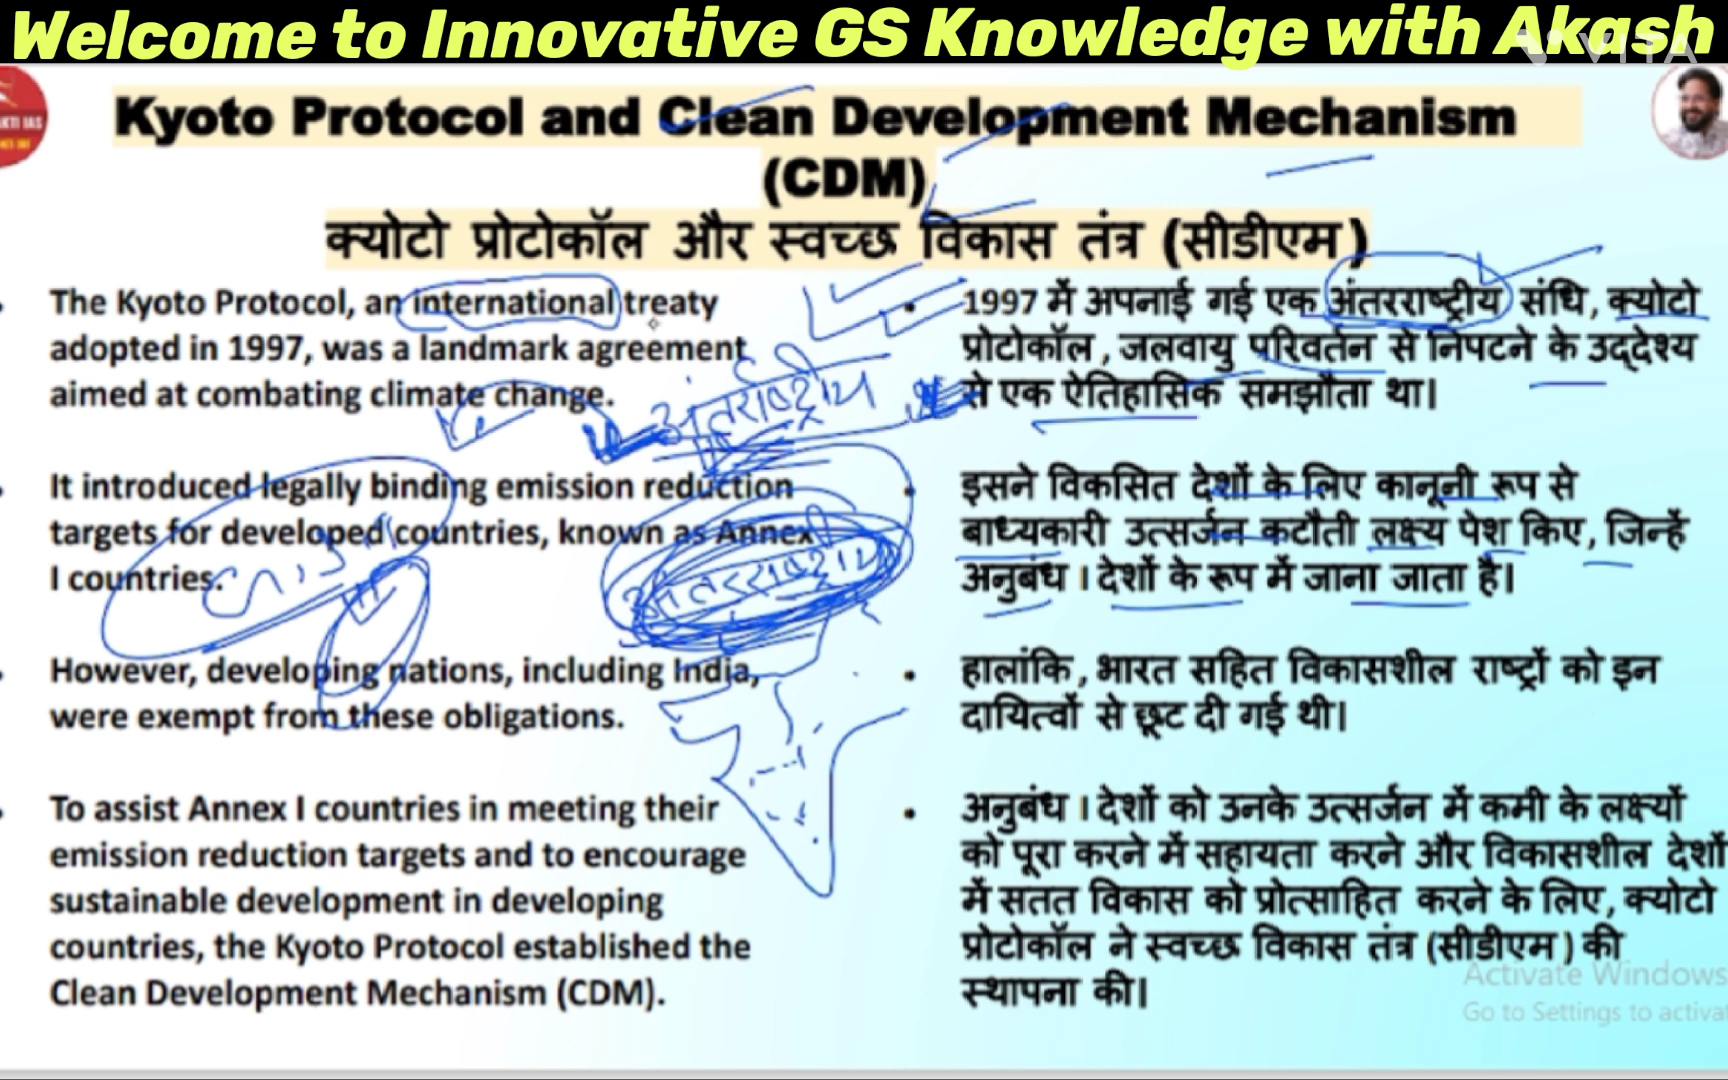 Welcome to Innovative GS Knowledge with Akash
VITA
KTI IAS
Kyoto Protocol and Clean Development Mechanism
(CDM)
क्योटो प्रोटोकॉल और स्वच्छ विकास तंत्र (सीडीएम)
The Kyoto Protocol, an international treaty
adopted in 1997, was a landmark agreement
aimed at combating climate change.
It introduced legally binding emission reduction
targets for developed countries, known as Annex
I countries.
However, developing nations, including India,
were exempt from these obligations.
To assist Annex I countries in meeting their
emission reduction targets and to encourage
sustainable development in developing
countries, the Kyoto Protocol established the
Clean Development Mechanism (CDM).
1997 में अपनाई गई एक अंतरराष्ट्रीय संधि, क्योटो
प्रोटोकॉल, जलवायु परिवर्तन से निपटने के उद्देश्य
से एक ऐतिहासिक समझौता था।
इसने विकसित देशों के लिए कानूनी रूप से
बाध्यकारी उत्सर्जन कटौती लक्ष्य पेश किए, जिन्हें
अनुबंध । देशों के रूप में जाना जाता है।
हालांकि, भारत सहित विकासशील राष्ट्रों को इन
दायित्वों से छूट दी गई थी।
अनुबंध । देशों को उनके उत्सर्जन में कमी के लक्ष्यों
को पूरा करने में सहायता करने और विकासशील देशों
में सतत विकास को प्रोत्साहित करने के लिए, क्योटो
प्रोटोकॉल ने स्वच्छ विकास तंत्र (सीडीएम) की
स्थापना की।
Activate Windows
Go to Settings to activa